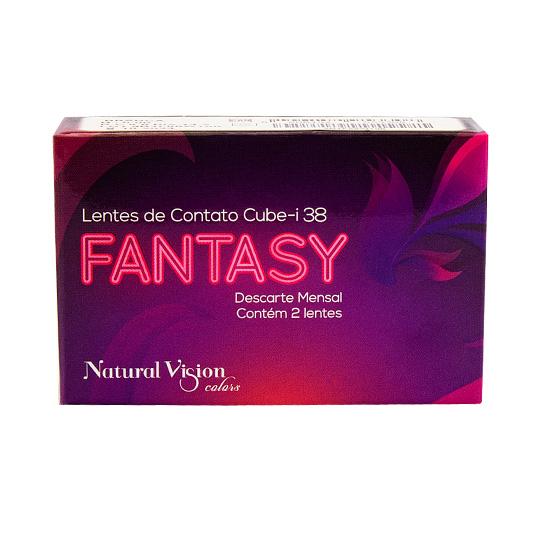 Lentes de Contato Cube-i 38
FANTASY
Descarte Mensal
Contém 2 lentes
Natural Vision
colors